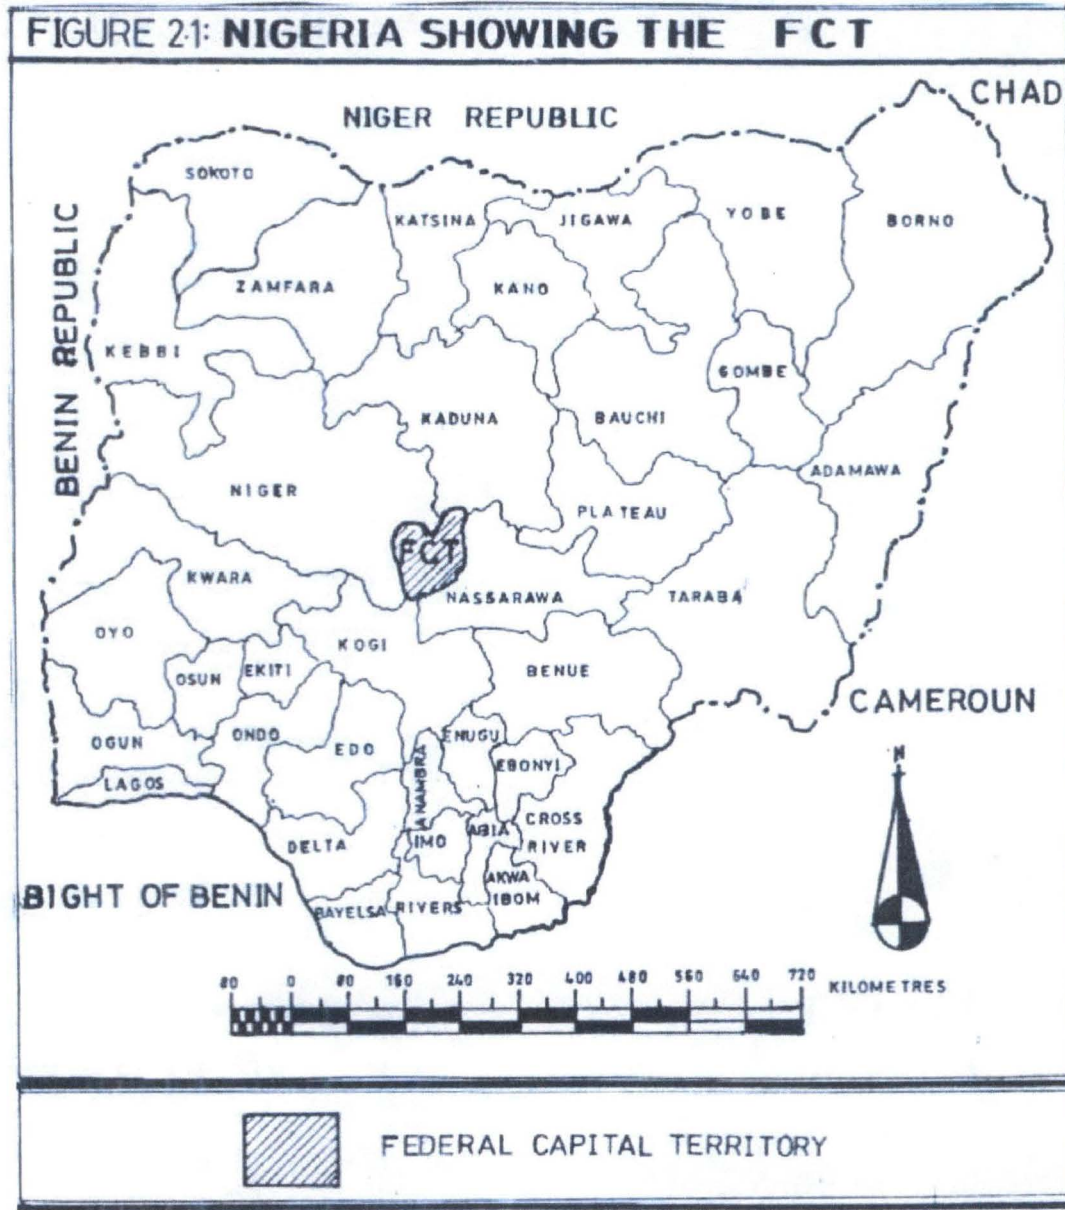 FIGURE 2·1: NIGERIA SHOWING THE FCT
CHAD
NIGER REPUBLIC
BENIN REPUBLIC
SOKOTO
KATSINA
JIGAWA
YOBE
BORNO
ZAMFARA
KANO
KEBBI
GOMBE
KADUNA
BAUCHI
ADAMAWA
NIGER
PLATEAU
FCT
KWARA
NASSARAWA
TARABA
OYO
KOGI
OSUN
EKITI
BENUE
CAMEROUN
OGUN
ONDO
EDO
ENUGU
ANAMBRA
EBONYI
LAGOS
N
DELTA
IMO
ABIA
CROSS
RIVER
AKWA
IBOM
BIGHT OF BENIN
BAYELSA
RIVERS
80 0 80 160 240 320 400 480 560 640 720
KILOMETRES
FEDERAL CAPITAL TERRITORY